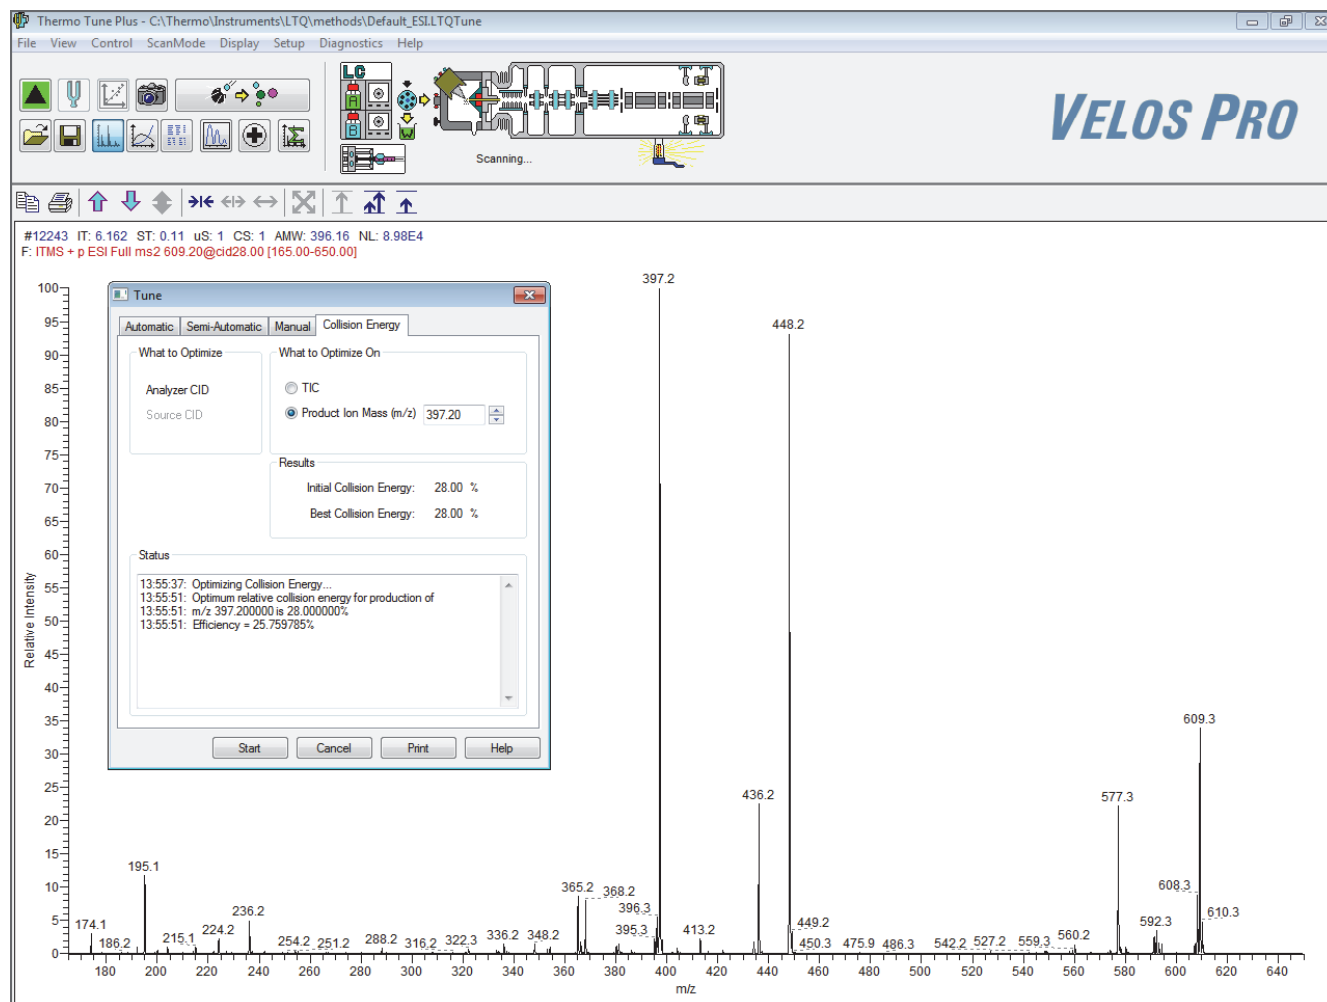 Thermo Tune Plus - C:\Thermo\Instruments\LTQ\methods\Default_ESI.LTQTune
File View Control ScanMode Display Setup Diagnostics Help
LC
A
B
Scanning...
VELOS PRO
#12243 IT: 6.162 ST: 0.11 uS: 1 CS: 1 AMW: 396.16 NL: 8.98E4
F: ITMS + p ESI Full ms2 609.20@cid28.00 [165.00-650.00]
Tune
Automatic Semi-Automatic Manual Collision Energy
What to Optimize
Analyzer CID
Source CID
What to Optimize On
TIC
Product Ion Mass (m/z) 397.20
Results
Initial Collision Energy: 28.00 %
Best Collision Energy: 28.00 %
Status
13:55:37: Optimizing Collision Energy...
13:55:51: Optimum relative collision energy for production of
13:55:51: m/z 397.200000 is 28.000000%
13:55:51: Efficiency = 25.759785%
Start Cancel Print Help
Relative Intensity
100
95
90
85
80
75
70
65
60
55
50
45
40
35
30
25
20
15
10
5
0
397.2
448.2
609.3
436.2
577.3
195.1
365.2
368.2
608.3
396.3
236.2
174.1
224.2
215.1
186.2
254.2
251.2
288.2
316.2
322.3
336.2
348.2
395.3
413.2
449.2
450.3
475.9
486.3
542.2
527.2
559.3
560.2
592.3
610.3
180 200 220 240 260 280 300 320 340 360 380 400 420 440 460 480 500 520 540 560 580 600 620 640
m/z